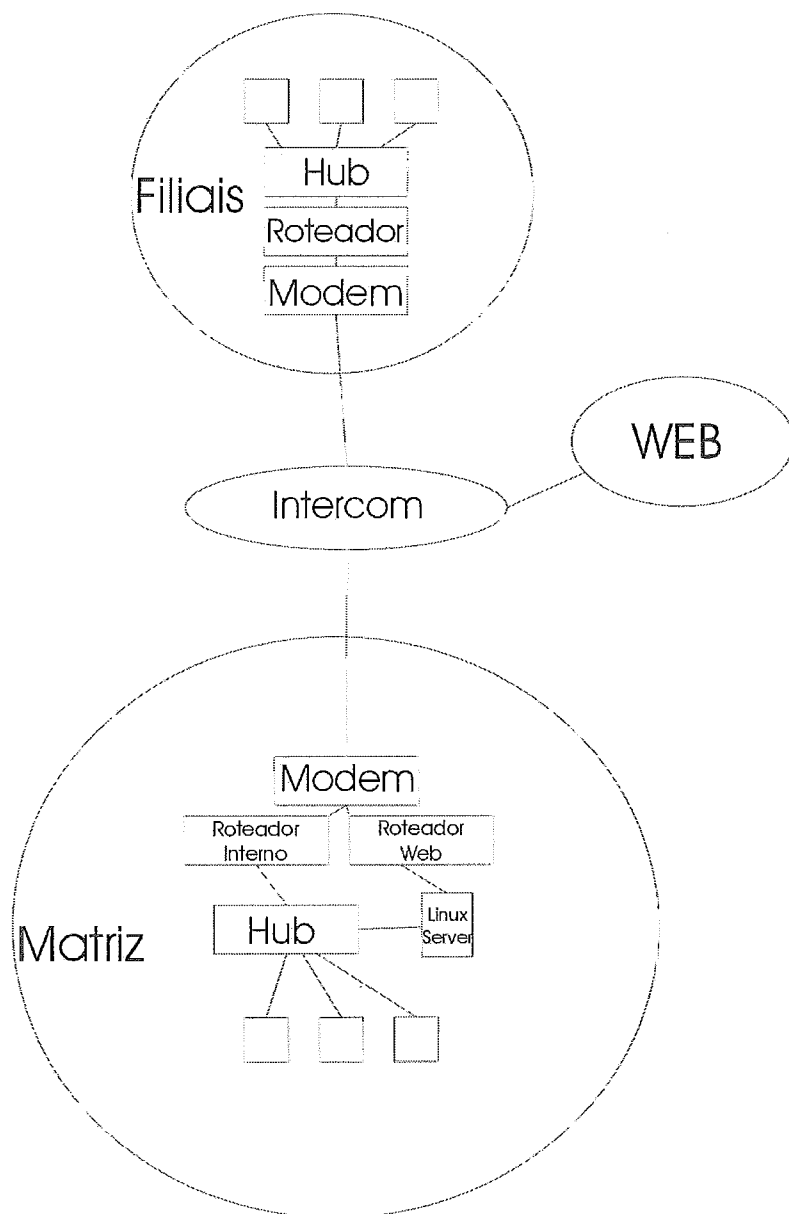 Filiais
Hub
Roteador
Modem
WEB
Intercom
Modem
Roteador
Interno
Roteador
Web
Matriz
Hub
Linux
Server